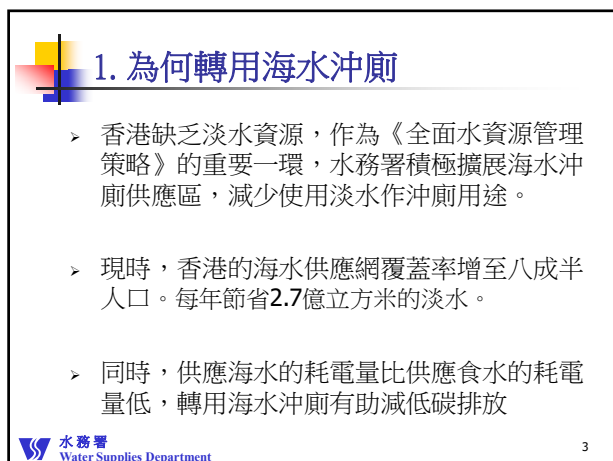 1. 為何轉用海水沖廁
➢ 香港缺乏淡水資源，作為《全面水資源管理
策略》的重要一環，水務署積極擴展海水沖
廁供應區，減少使用淡水作沖廁用途。
➢ 現時，香港的海水供應網覆蓋率增至八成半
人口。每年節省2.7億立方米的淡水。
➢ 同時，供應海水的耗電量比供應食水的耗電
量低，轉用海水沖廁有助減低碳排放
水務署
Water Supplies Department
3